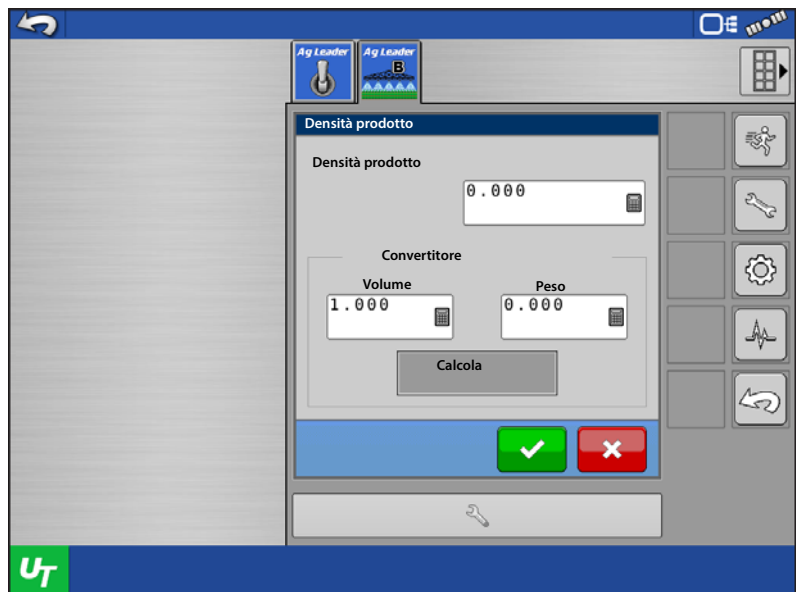 Ag Leader
Ag Leader
B
Densità prodotto
Densità prodotto
0.000
Convertitore
Volume
Peso
1.000
0.000
Calcola
UT